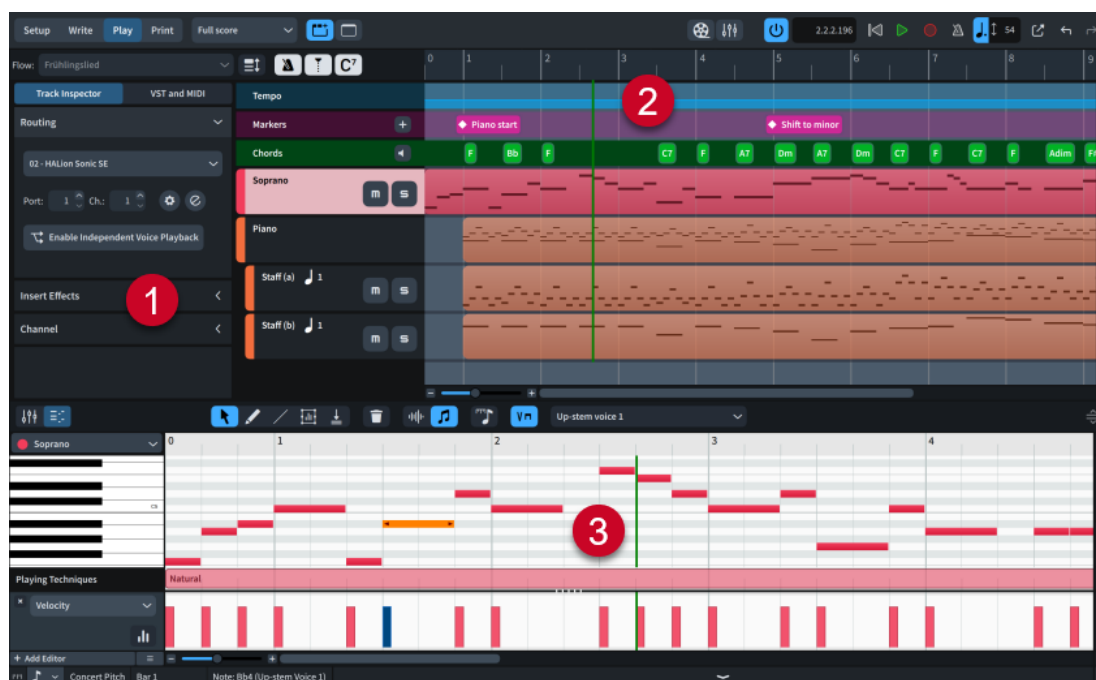 Setup Write Play Print Full score 2.2.2.196 54
Flow: Frühlingslied C7 0 1 2 3 4 5 6 7 8 9
Track Inspector VST and MIDI Tempo 2
Routing Markers + Piano start Shift to minor
Chords F Bb F C7 F A7 Dm A7 Dm C7 F C7 F Adim
02 - HALion Sonic SE Soprano m s
Port: 1 Ch.: 1
Enable Independent Voice Playback Piano
Insert Effects 1 Staff (a) 1 m s
Channel Staff (b) 1 m s
Up-stem voice 1
Soprano 0 1 2 3 4
C5
3
Playing Techniques Natural
Velocity
+ Add Editor
Concert Pitch Bar 1 Note: Bb4 (Up-stem Voice 1)